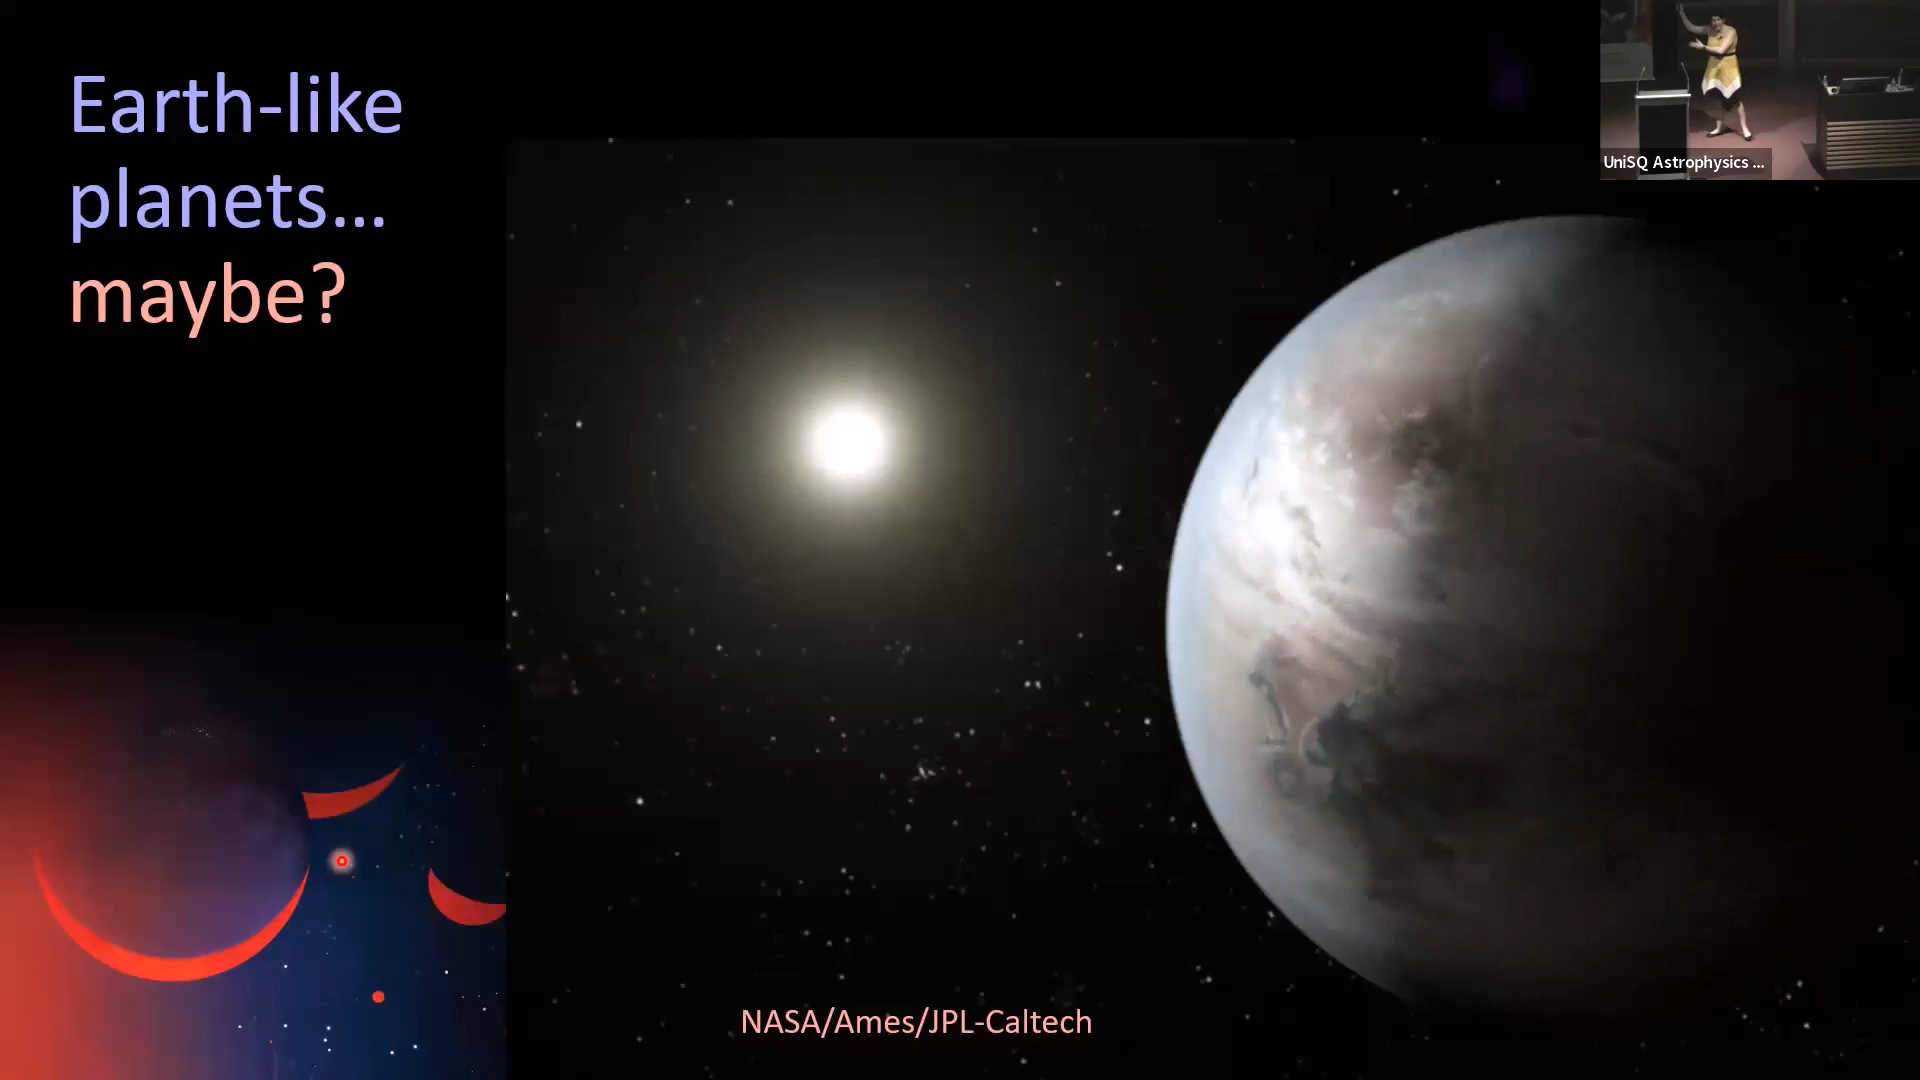 Earth-like
planets...
maybe?
UniSQ Astrophysics ...
NASA/Ames/JPL-Caltech